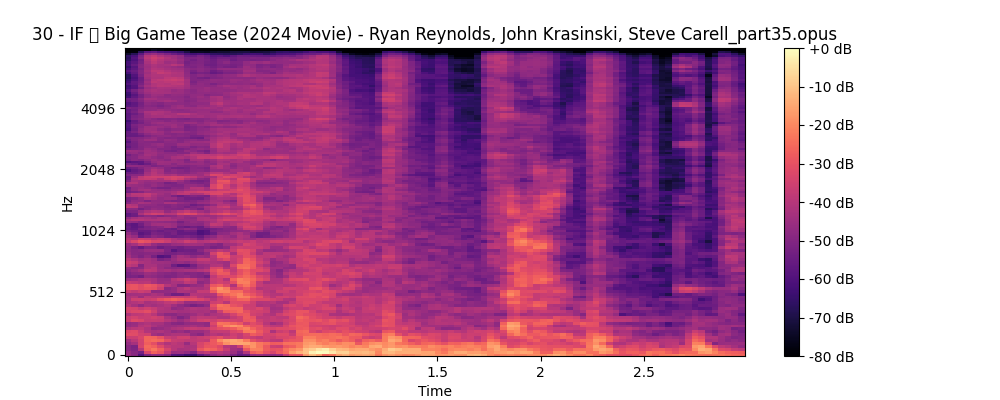 30 - IF ▯ Big Game Tease (2024 Movie) - Ryan Reynolds, John Krasinski, Steve Carell_part35.opus
+0 dB
-10 dB
-20 dB
-30 dB
-40 dB
-50 dB
-60 dB
-70 dB
-80 dB
4096
2048
1024
512
0
Hz
0
0.5
1
1.5
2
2.5
Time